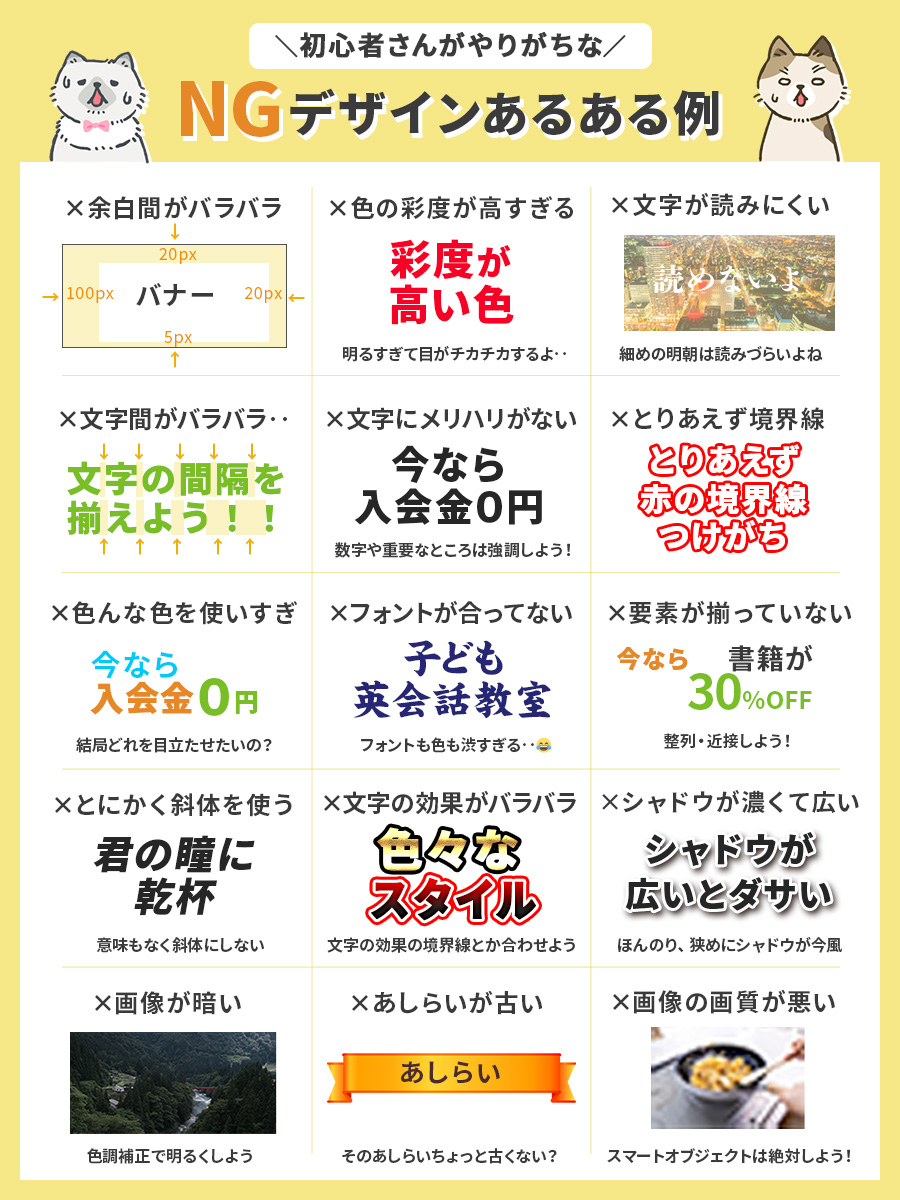 ＼初心者さんがやりがちな／
NGデザインあるある例
×余白間がバラバラ
20px
100px
バナー
20px
5px
×色の彩度が高すぎる
彩度が
高い色
明るすぎて目がチカチカするよ‥
×文字が読みにくい
読めないよ
細めの明朝は読みづらいよね
×文字間がバラバラ‥
文字の間隔を
揃えよう！！
×文字にメリハリがない
今なら
入会金0円
数字や重要なところは強調しよう！
×とりあえず境界線
とりあえず
赤の境界線
つけがち
×色んな色を使いすぎ
今なら
入会金0円
結局どれを目立たせたいの？
×フォントが合ってない
子ども
英会話教室
フォントも色も渋すぎる‥😂
×要素が揃っていない
今なら
書籍が
30%OFF
整列・近接しよう！
×とにかく斜体を使う
君の瞳に
乾杯
意味もなく斜体にしない
×文字の効果がバラバラ
色々な
スタイル
文字の効果の境界線とか合わせよう
×シャドウが濃くて広い
シャドウが
広いとダサい
ほんのり、狭めにシャドウが今風
×画像が暗い
色調補正で明るくしよう
×あしらいが古い
あしらい
そのあしらいちょっと古くない？
×画像の画質が悪い
スマートオブジェクトは絶対しよう！